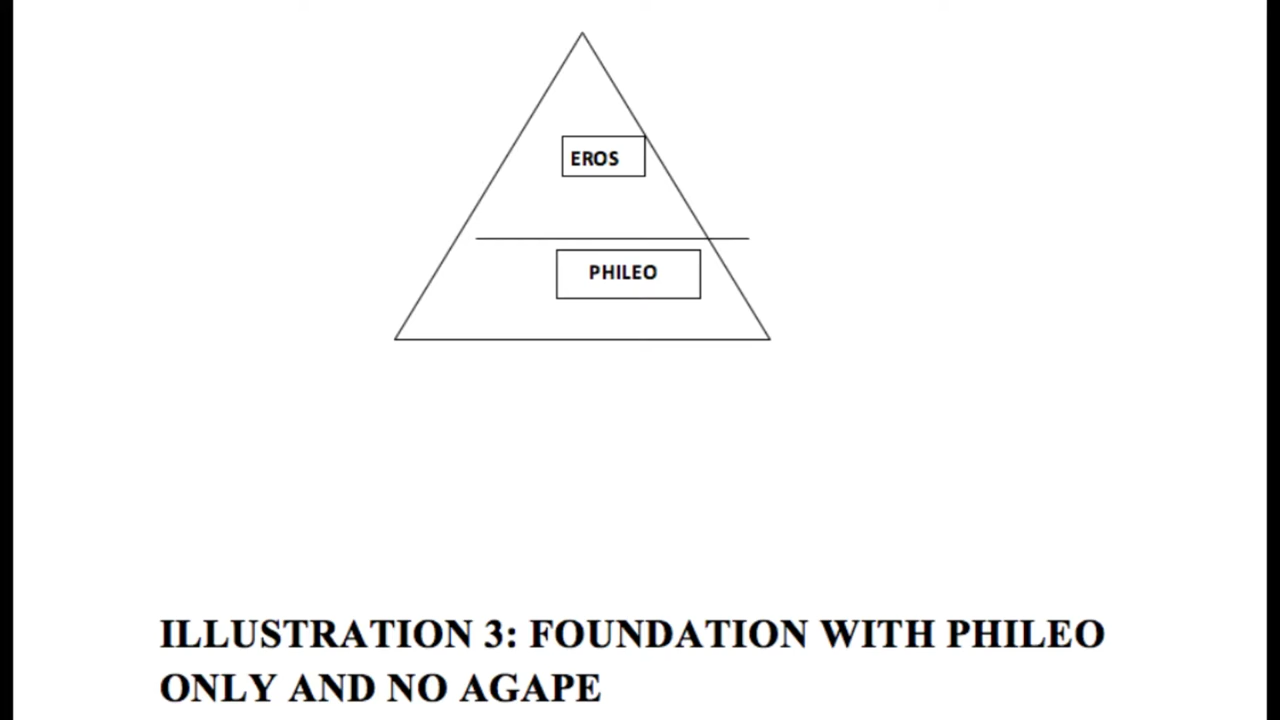 EROS
PHILEO
ILLUSTRATION 3: FOUNDATION WITH PHILEO
ONLY AND NO AGAPE